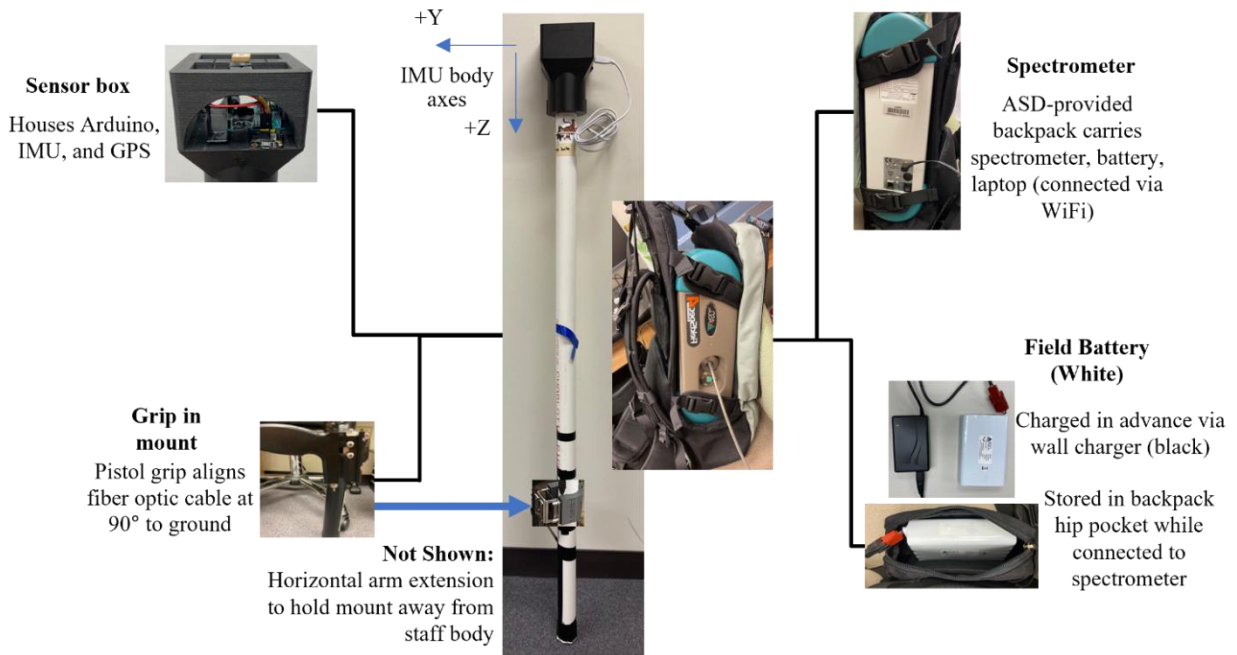 Sensor box
Houses Arduino,
IMU, and GPS
+Y
IMU body
axes
+Z
Spectrometer
ASD-provided
backpack carries
spectrometer, battery,
laptop (connected via
WiFi)
Grip in
mount
Pistol grip aligns
fiber optic cable at
90° to ground
Not Shown:
Horizontal arm extension
to hold mount away from
staff body
FieldSpec
Field Battery
(White)
Charged in advance via
wall charger (black)
Stored in backpack
hip pocket while
connected to
spectrometer